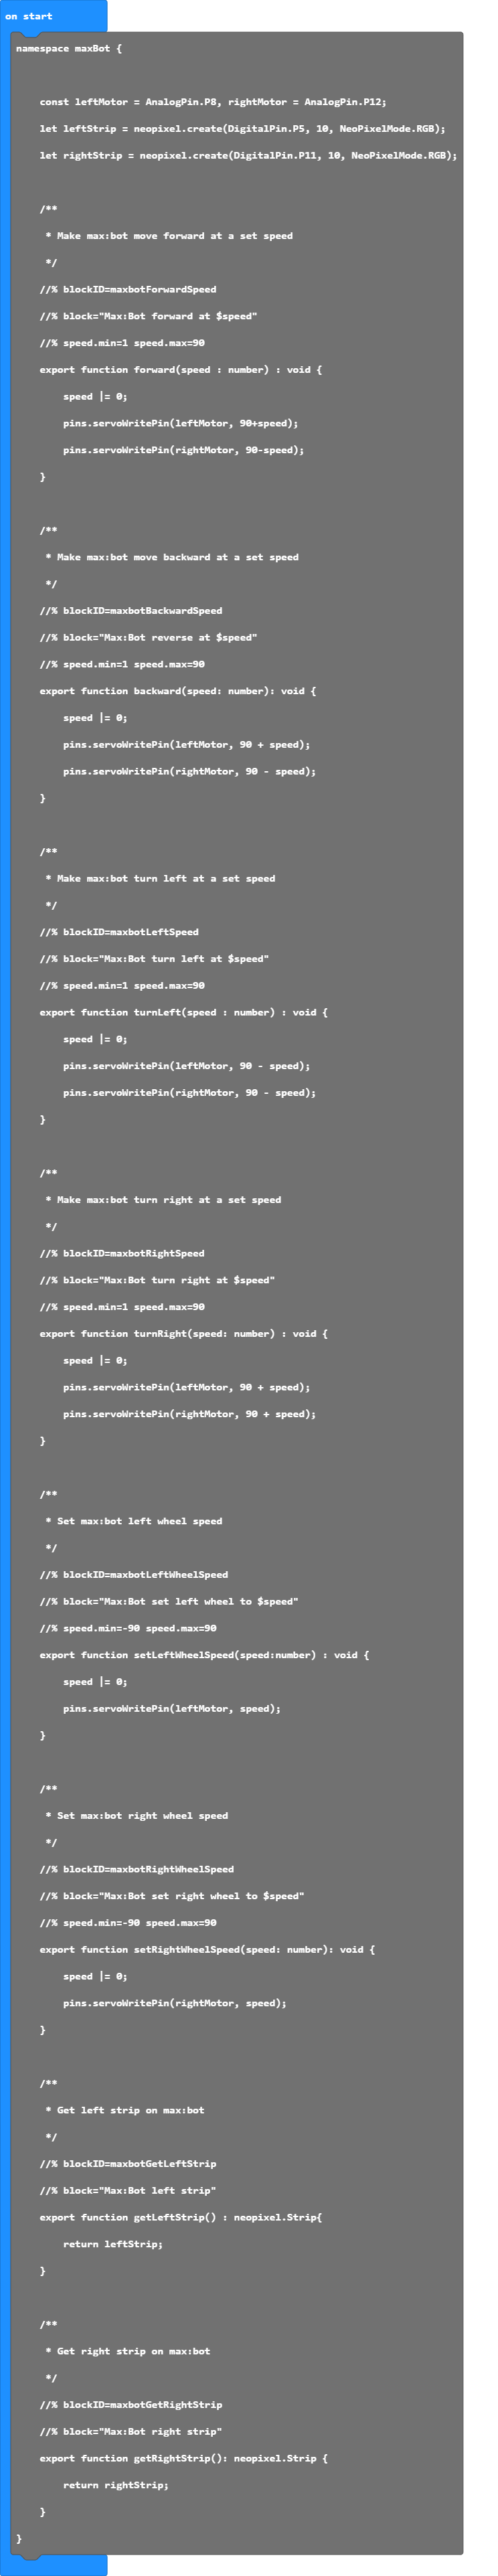 on start
namespace maxBot {
    const leftMotor = AnalogPin.P8, rightMotor = AnalogPin.P12;
    let leftStrip = neopixel.create(DigitalPin.P5, 10, NeoPixelMode.RGB);
    let rightStrip = neopixel.create(DigitalPin.P11, 10, NeoPixelMode.RGB);
    /**
     * Make max:bot move forward at a set speed
     */
    //% blockID=maxbotForwardSpeed
    //% block="Max:Bot forward at $speed"
    //% speed.min=1 speed.max=90
    export function forward(speed : number) : void {
        speed |= 0;
        pins.servoWritePin(leftMotor, 90+speed);
        pins.servoWritePin(rightMotor, 90-speed);
    }
    /**
     * Make max:bot move backward at a set speed
     */
    //% blockID=maxbotBackwardSpeed
    //% block="Max:Bot reverse at $speed"
    //% speed.min=1 speed.max=90
    export function backward(speed: number): void {
        speed |= 0;
        pins.servoWritePin(leftMotor, 90 + speed);
        pins.servoWritePin(rightMotor, 90 - speed);
    }
    /**
     * Make max:bot turn left at a set speed
     */
    //% blockID=maxbotLeftSpeed
    //% block="Max:Bot turn left at $speed"
    //% speed.min=1 speed.max=90
    export function turnLeft(speed : number) : void {
        speed |= 0;
        pins.servoWritePin(leftMotor, 90 - speed);
        pins.servoWritePin(rightMotor, 90 - speed);
    }
    /**
     * Make max:bot turn right at a set speed
     */
    //% blockID=maxbotRightSpeed
    //% block="Max:Bot turn right at $speed"
    //% speed.min=1 speed.max=90
    export function turnRight(speed: number) : void {
        speed |= 0;
        pins.servoWritePin(leftMotor, 90 + speed);
        pins.servoWritePin(rightMotor, 90 + speed);
    }
    /**
     * Set max:bot left wheel speed
     */
    //% blockID=maxbotLeftWheelSpeed
    //% block="Max:Bot set left wheel to $speed"
    //% speed.min=-90 speed.max=90
    export function setLeftWheelSpeed(speed:number) : void {
        speed |= 0;
        pins.servoWritePin(leftMotor, speed);
    }
    /**
     * Set max:bot right wheel speed
     */
    //% blockID=maxbotRightWheelSpeed
    //% block="Max:Bot set right wheel to $speed"
    //% speed.min=-90 speed.max=90
    export function setRightWheelSpeed(speed: number): void {
        speed |= 0;
        pins.servoWritePin(rightMotor, speed);
    }
    /**
     * Get left strip on max:bot
     */
    //% blockID=maxbotGetLeftStrip
    //% block="Max:Bot left strip"
    export function getLeftStrip() : neopixel.Strip{
        return leftStrip;
    }
    /**
     * Get right strip on max:bot
     */
    //% blockID=maxbotGetRightStrip
    //% block="Max:Bot right strip"
    export function getRightStrip(): neopixel.Strip {
        return rightStrip;
    }
}